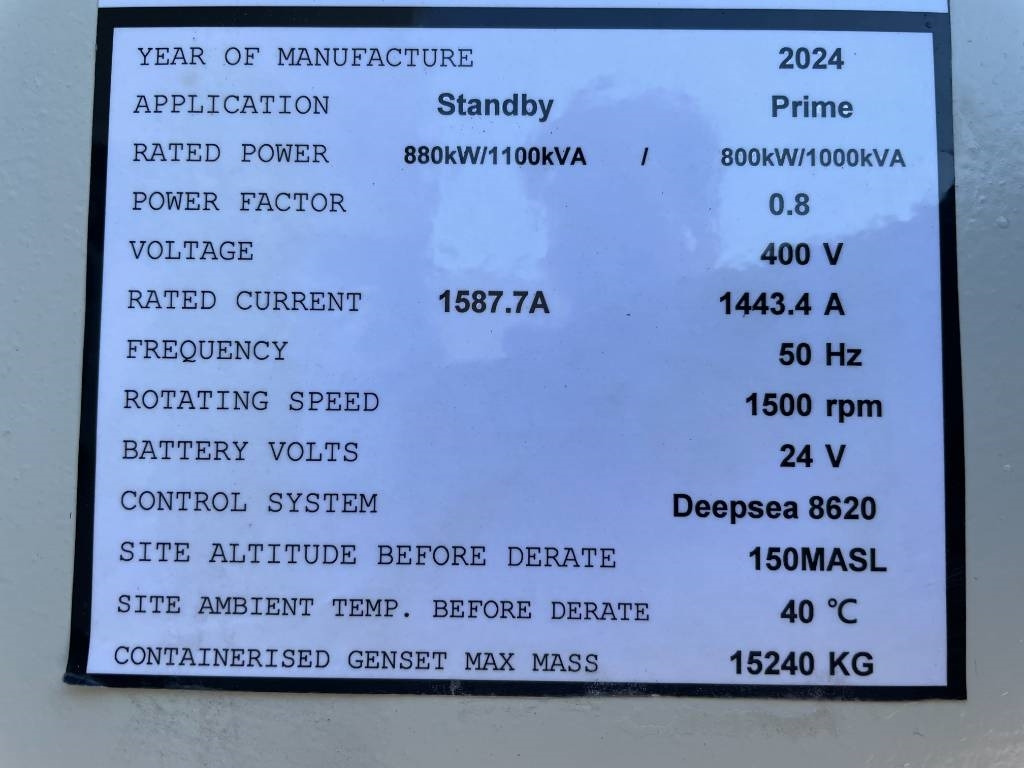 YEAR OF MANUFACTURE 2024
APPLICATION Standby Prime
RATED POWER 880kW/1100kVA / 800kW/1000kVA
POWER FACTOR 0.8
VOLTAGE 400 V
RATED CURRENT 1587.7A 1443.4 A
FREQUENCY 50 Hz
ROTATING SPEED 1500 rpm
BATTERY VOLTS 24 V
CONTROL SYSTEM Deepsea 8620
SITE ALTITUDE BEFORE DERATE 150MASL
SITE AMBIENT TEMP. BEFORE DERATE 40 ℃
CONTAINERISED GENSET MAX MASS 15240 KG